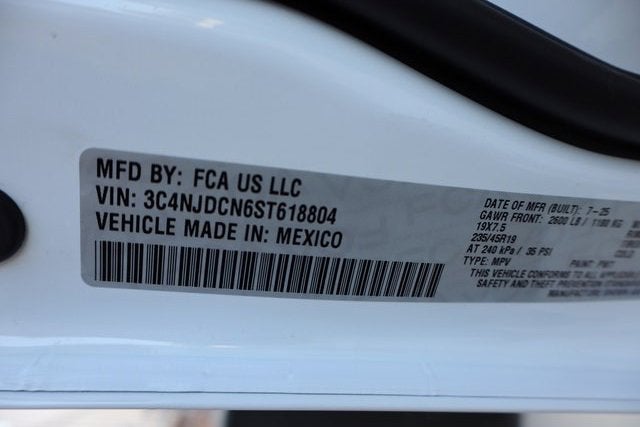 MFD BY: FCA US LLC
VIN: 3C4NJDCN6ST618804
VEHICLE MADE IN: MEXICO
DATE OF MFR (BUILT): 7-25
GAWR FRONT: 2600 LB / 1180 KG
19X7.5
235/45R19
AT 240 kPa / 35 PSI
TYPE: MPV
PAINT: PW7
THIS VEHICLE CONFORMS TO ALL APPLICABLE
SAFETY AND THEFT PREVENTION